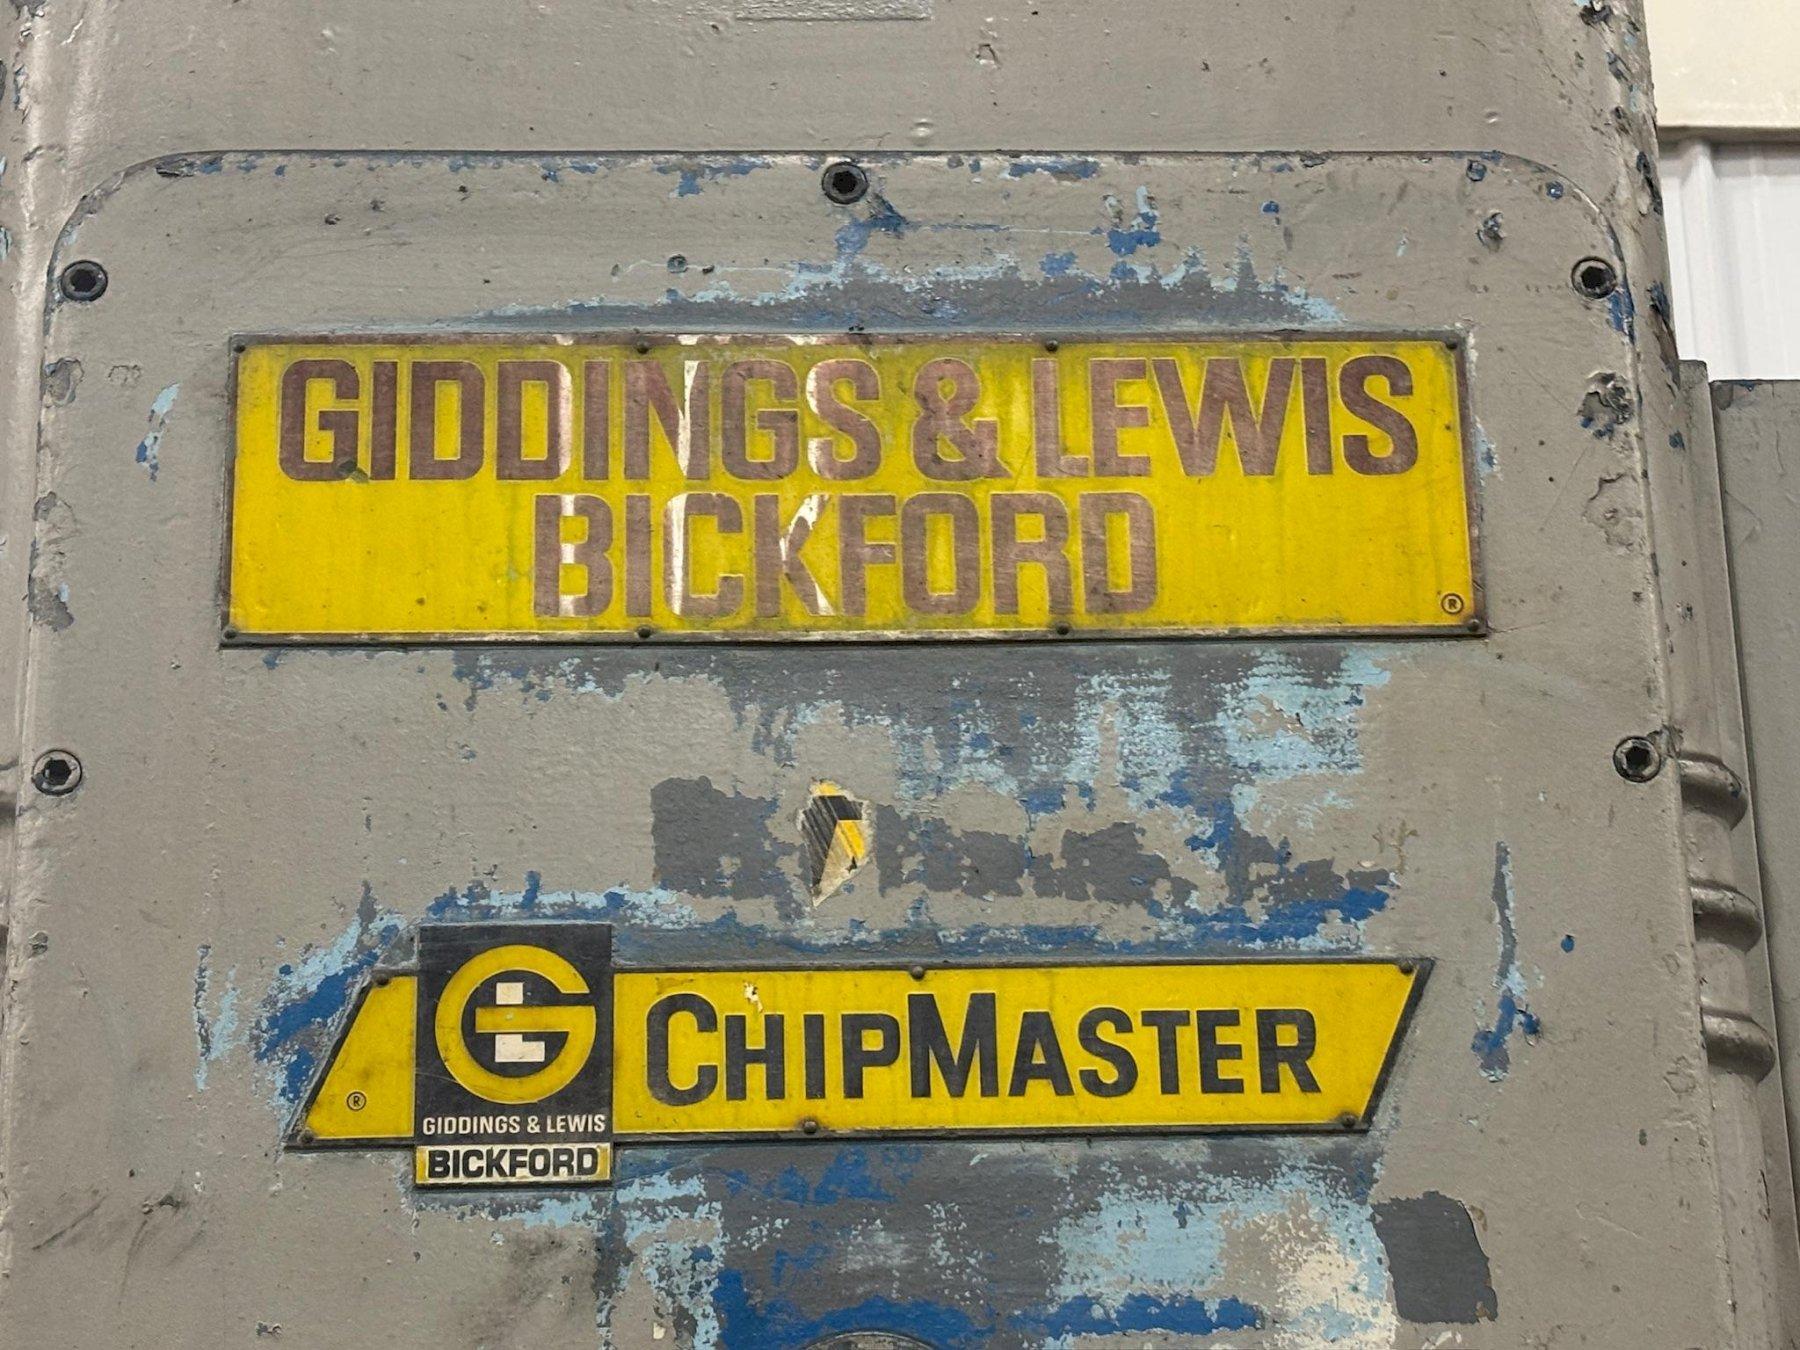 GIDDINGS & LEWIS
BICKFORD
®
CHIPMASTER
®
GIDDINGS & LEWIS
BICKFORD